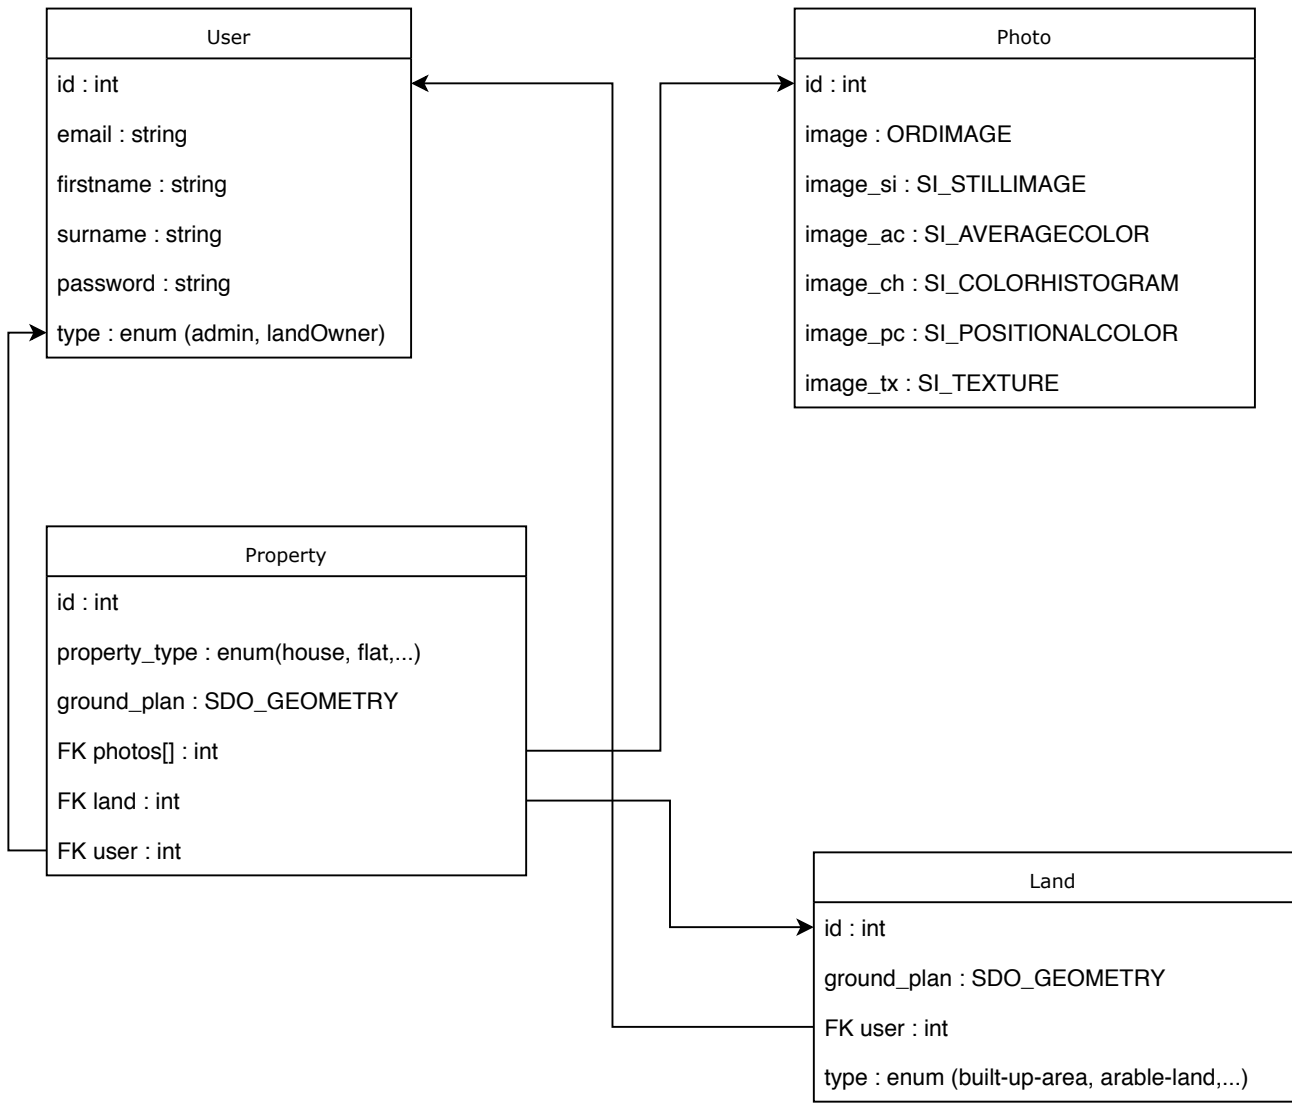 User
id : int
email : string
firstname : string
surname : string
password : string
type : enum (admin, landOwner)
Photo
id : int
image : ORDIMAGE
image_si : SI_STILLIMAGE
image_ac : SI_AVERAGECOLOR
image_ch : SI_COLORHISTOGRAM
image_pc : SI_POSITIONALCOLOR
image_tx : SI_TEXTURE
Property
id : int
property_type : enum(house, flat,...)
ground_plan : SDO_GEOMETRY
FK photos[] : int
FK land : int
FK user : int
Land
id : int
ground_plan : SDO_GEOMETRY
FK user : int
type : enum (built-up-area, arable-land,...)